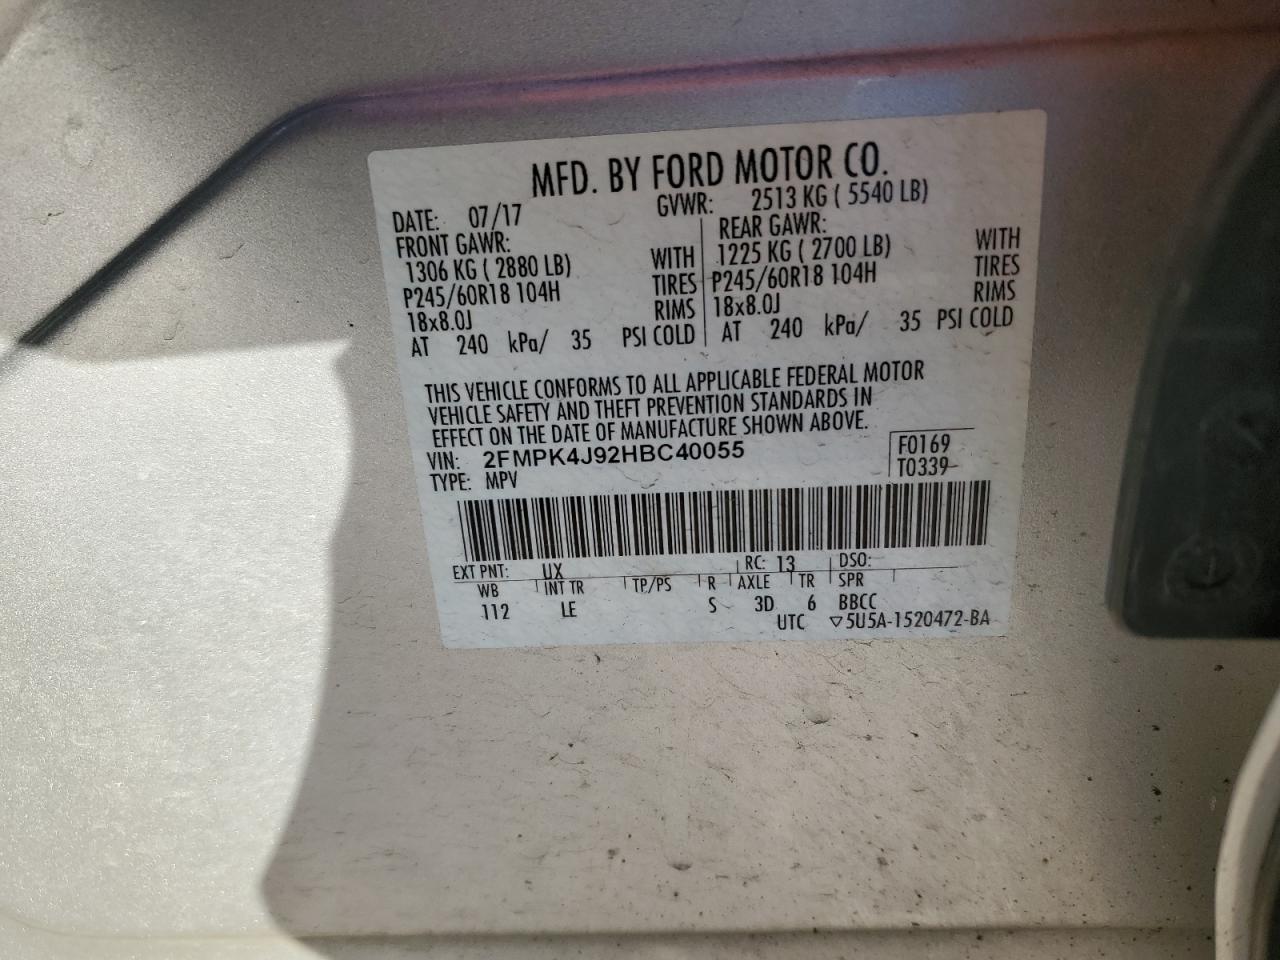 MFD. BY FORD MOTOR CO.
DATE: 07/17 GVWR: 2513 KG ( 5540 LB)
FRONT GAWR: REAR GAWR:
1306 KG ( 2880 LB) WITH 1225 KG ( 2700 LB) WITH
P245/60R18 104H TIRES P245/60R18 104H TIRES
18x8.0J RIMS 18x8.0J RIMS
AT 240 kPa/ 35 PSI COLD AT 240 kPa/ 35 PSI COLD
THIS VEHICLE CONFORMS TO ALL APPLICABLE FEDERAL MOTOR
VEHICLE SAFETY AND THEFT PREVENTION STANDARDS IN
EFFECT ON THE DATE OF MANUFACTURE SHOWN ABOVE.
VIN: 2FMPK4J92HBC40055 F0169
TYPE: MPV T0339
EXT PNT: UX RC: 13 DSO:
WB INT TR TP/PS R AXLE TR SPR
112 LE S 3D 6 BBCC
UTC ▽5U5A-1520472-BA